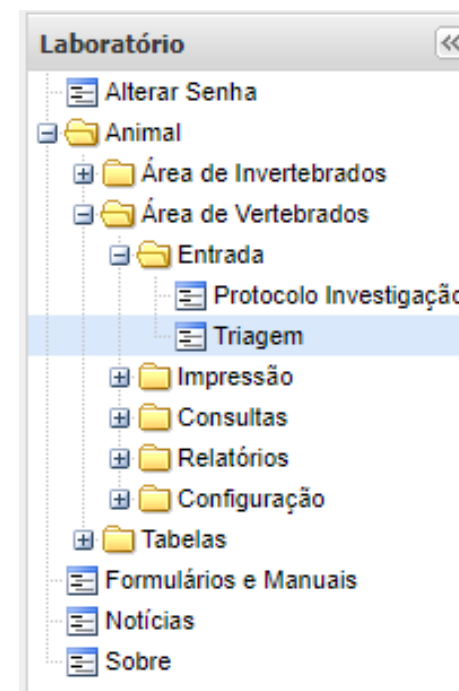 Laboratório
Alterar Senha
Animal
Área de Invertebrados
Área de Vertebrados
Entrada
Protocolo Investigação
Triagem
Impressão
Consultas
Relatórios
Configuração
Tabelas
Formulários e Manuais
Notícias
Sobre